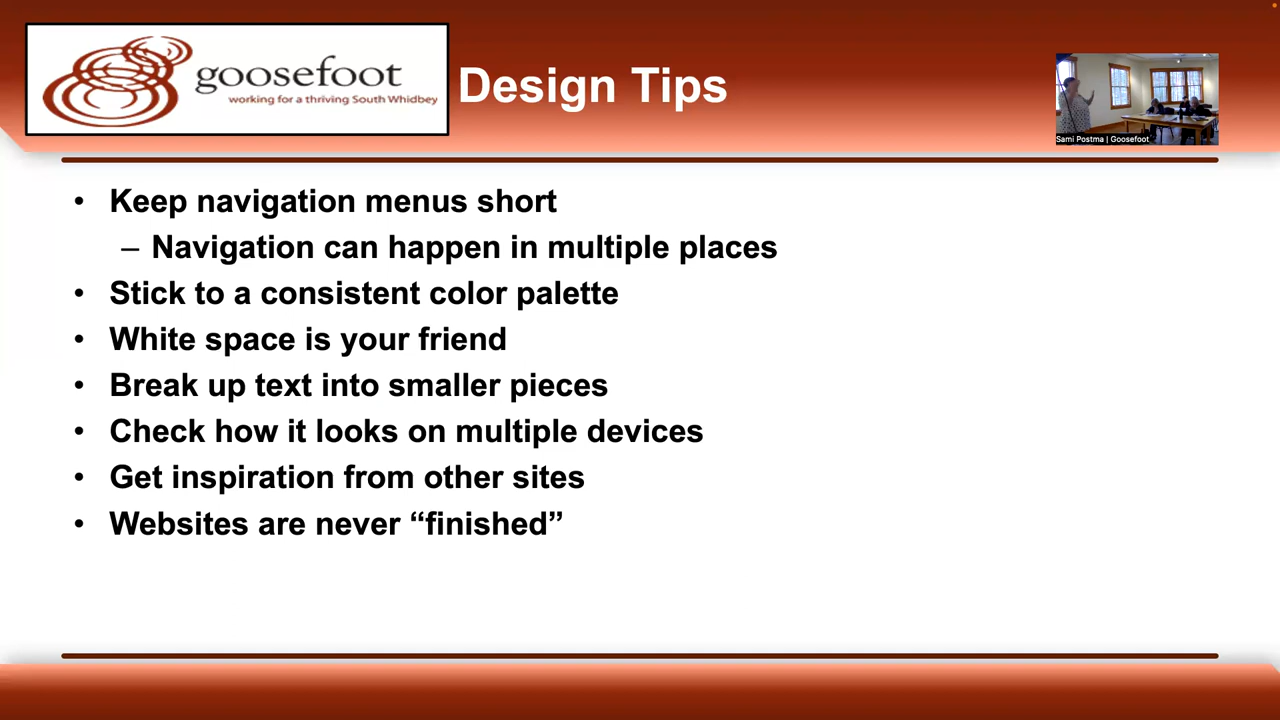 goosefoot
working for a thriving South Whidbey
Design Tips
Sami Postma | Goosefoot
• Keep navigation menus short
– Navigation can happen in multiple places
• Stick to a consistent color palette
• White space is your friend
• Break up text into smaller pieces
• Check how it looks on multiple devices
• Get inspiration from other sites
• Websites are never “finished”